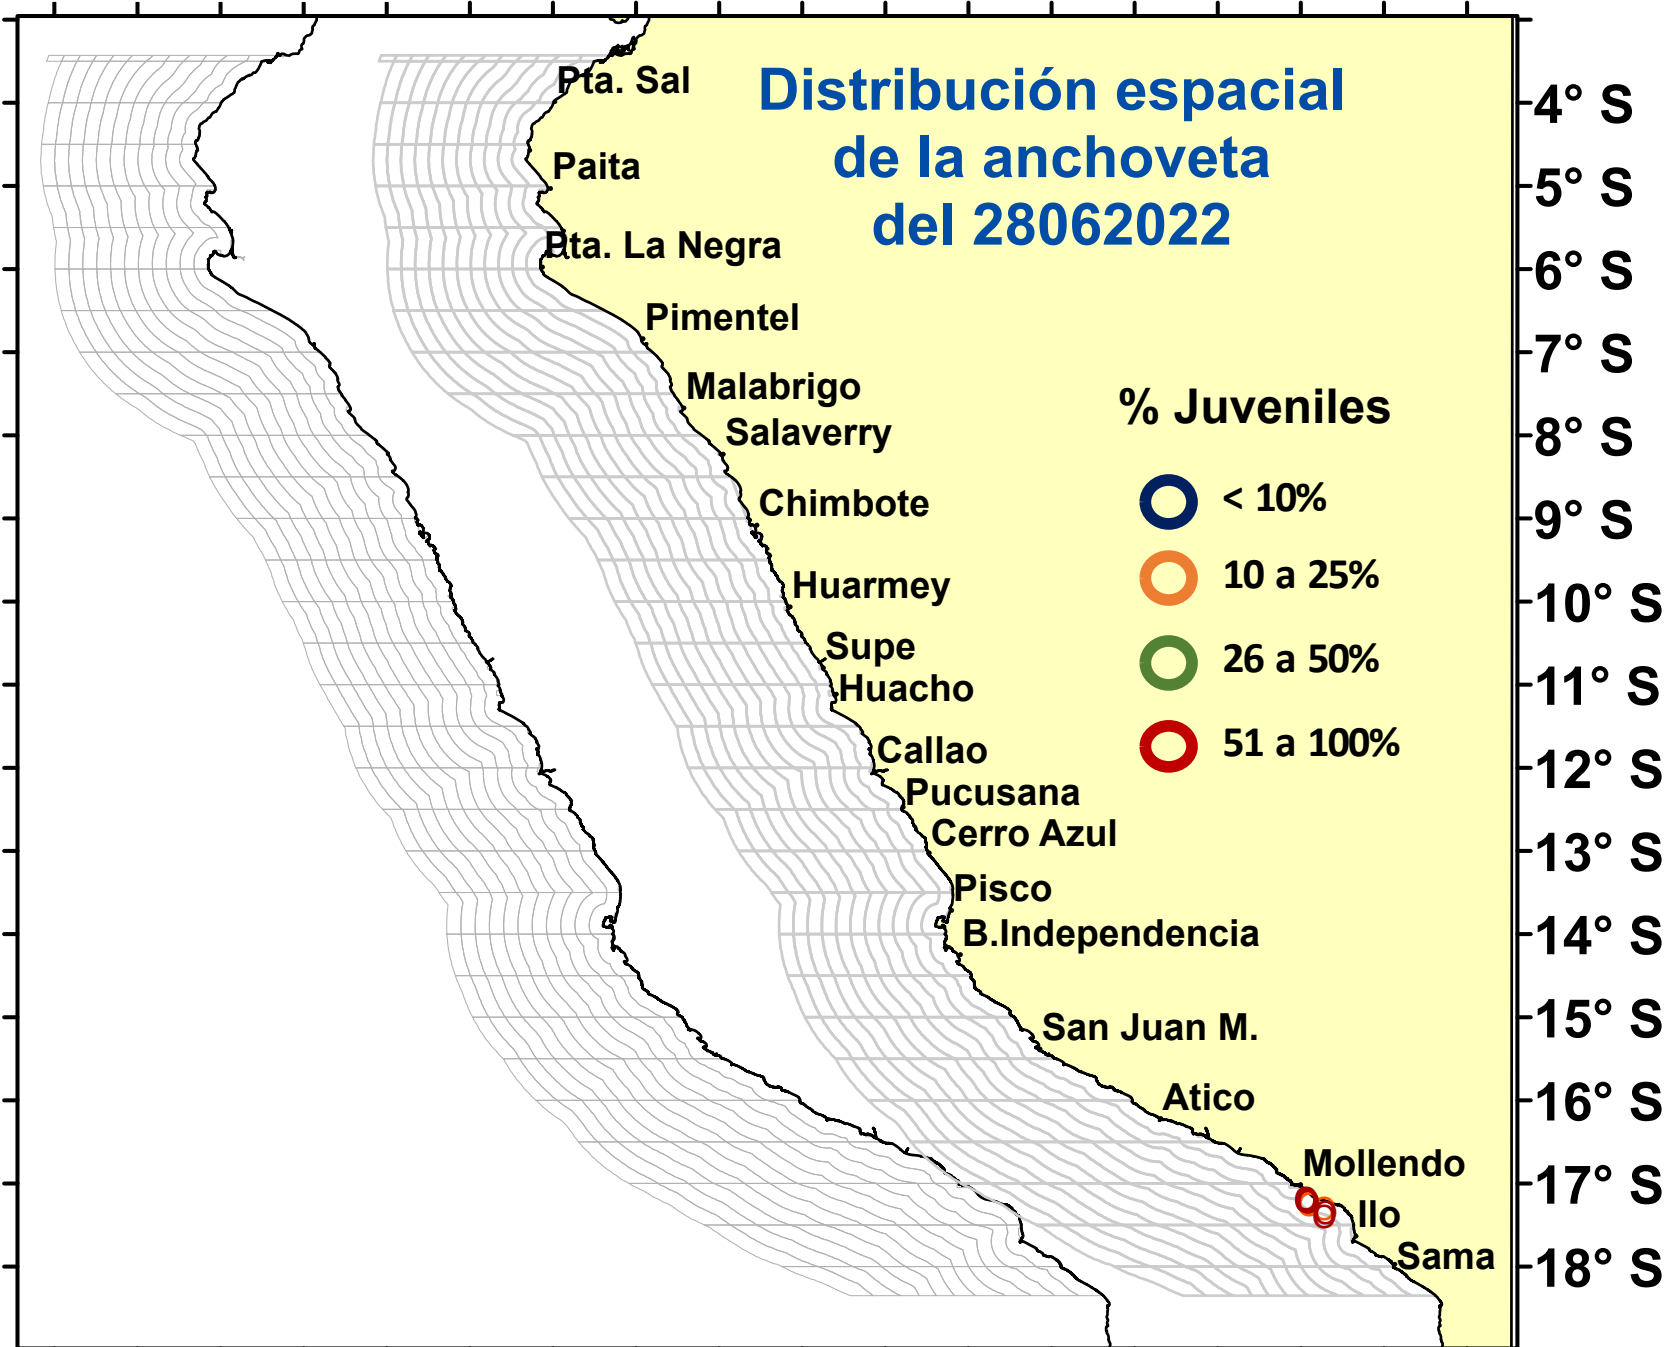 Distribución espacial
de la anchoveta
del 28062022
Pta. Sal
Paita
Pta. La Negra
Pimentel
Malabrigo
Salaverry
Chimbote
Huarmey
Supe
Huacho
Callao
Pucusana
Cerro Azul
Pisco
B.Independencia
San Juan M.
Atico
Mollendo
Ilo
Sama
% Juveniles
< 10%
10 a 25%
26 a 50%
51 a 100%
4° S
5° S
6° S
7° S
8° S
9° S
10° S
11° S
12° S
13° S
14° S
15° S
16° S
17° S
18° S